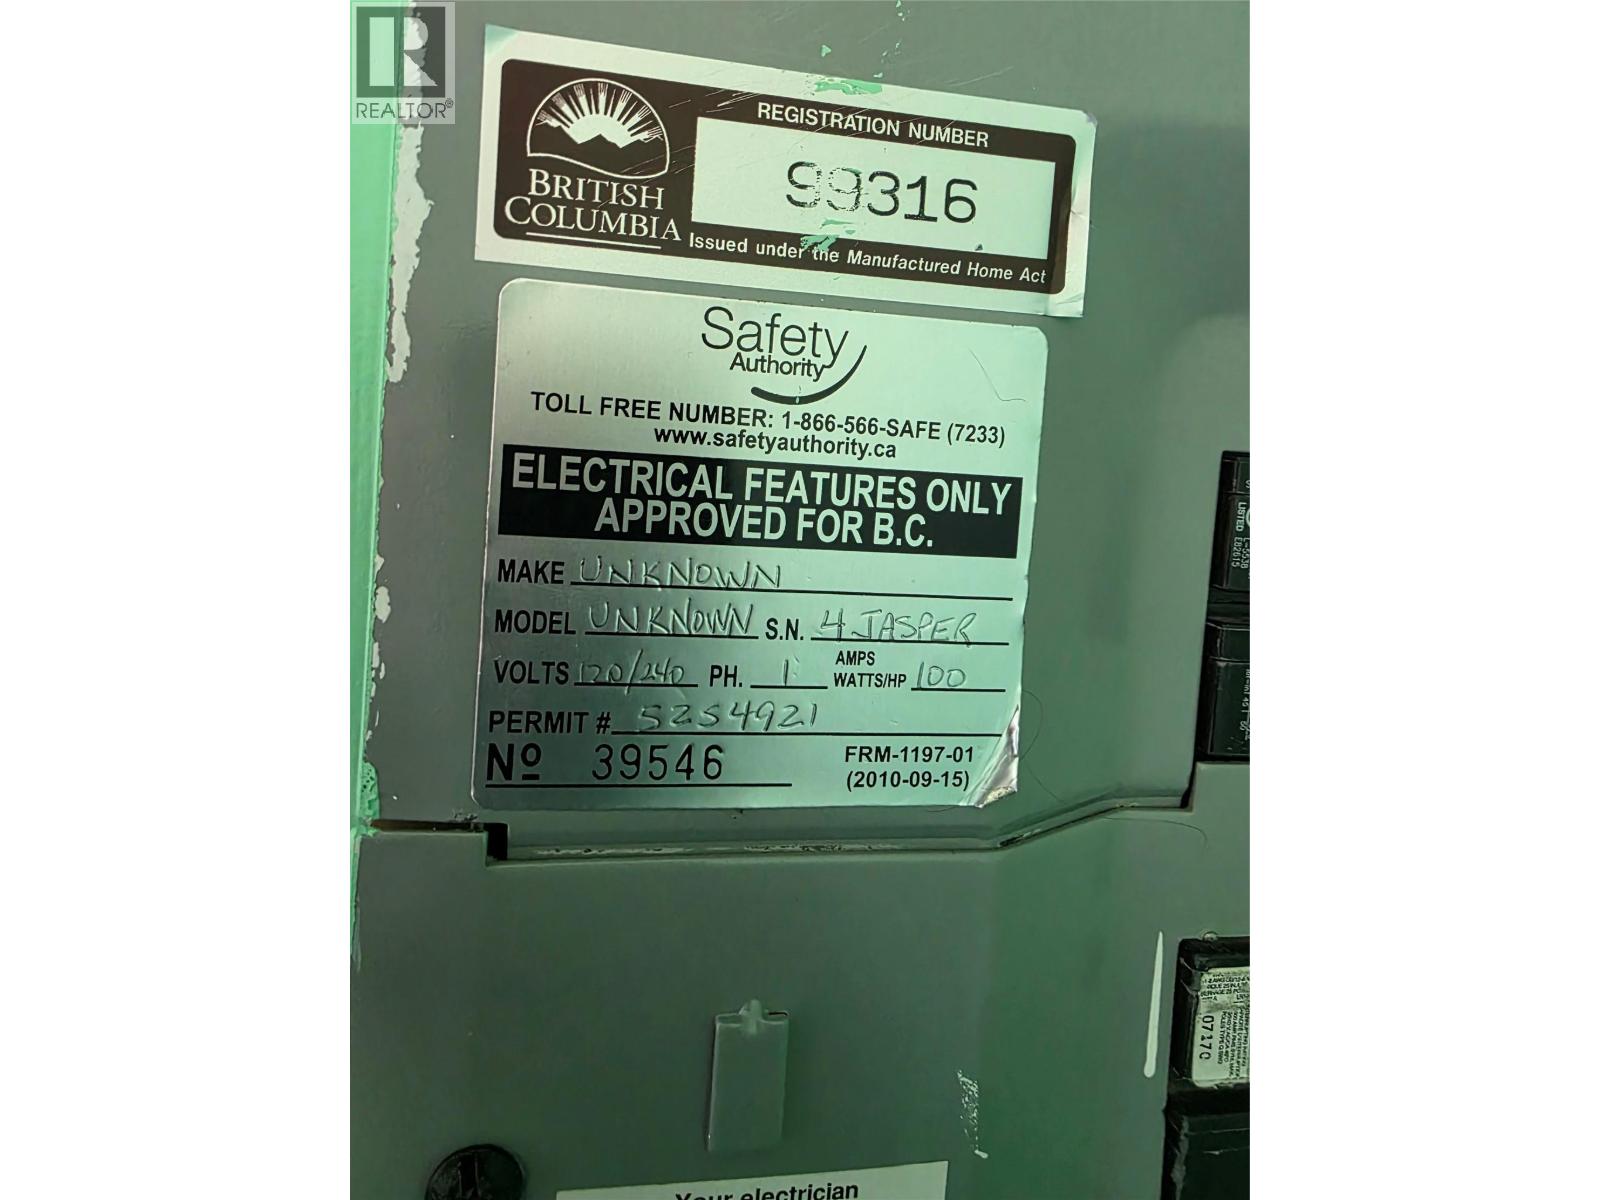 REALTOR®
REGISTRATION NUMBER
99316
BRITISH
COLUMBIA
Issued under the Manufactured Home Act
Safety
Authority
TOLL FREE NUMBER: 1-866-566-SAFE (7233)
www.safetyauthority.ca
ELECTRICAL FEATURES ONLY
APPROVED FOR B.C.
MAKE UNKNOWN
MODEL UNKNOWN S.N. 4 JASPER
VOLTS 120/240 PH. 1 AMPS WATTS/HP 100
PERMIT # 5254921
No 39546
FRM-1197-01
(2010-09-15)
LISTED E82615
07170
Your electrician